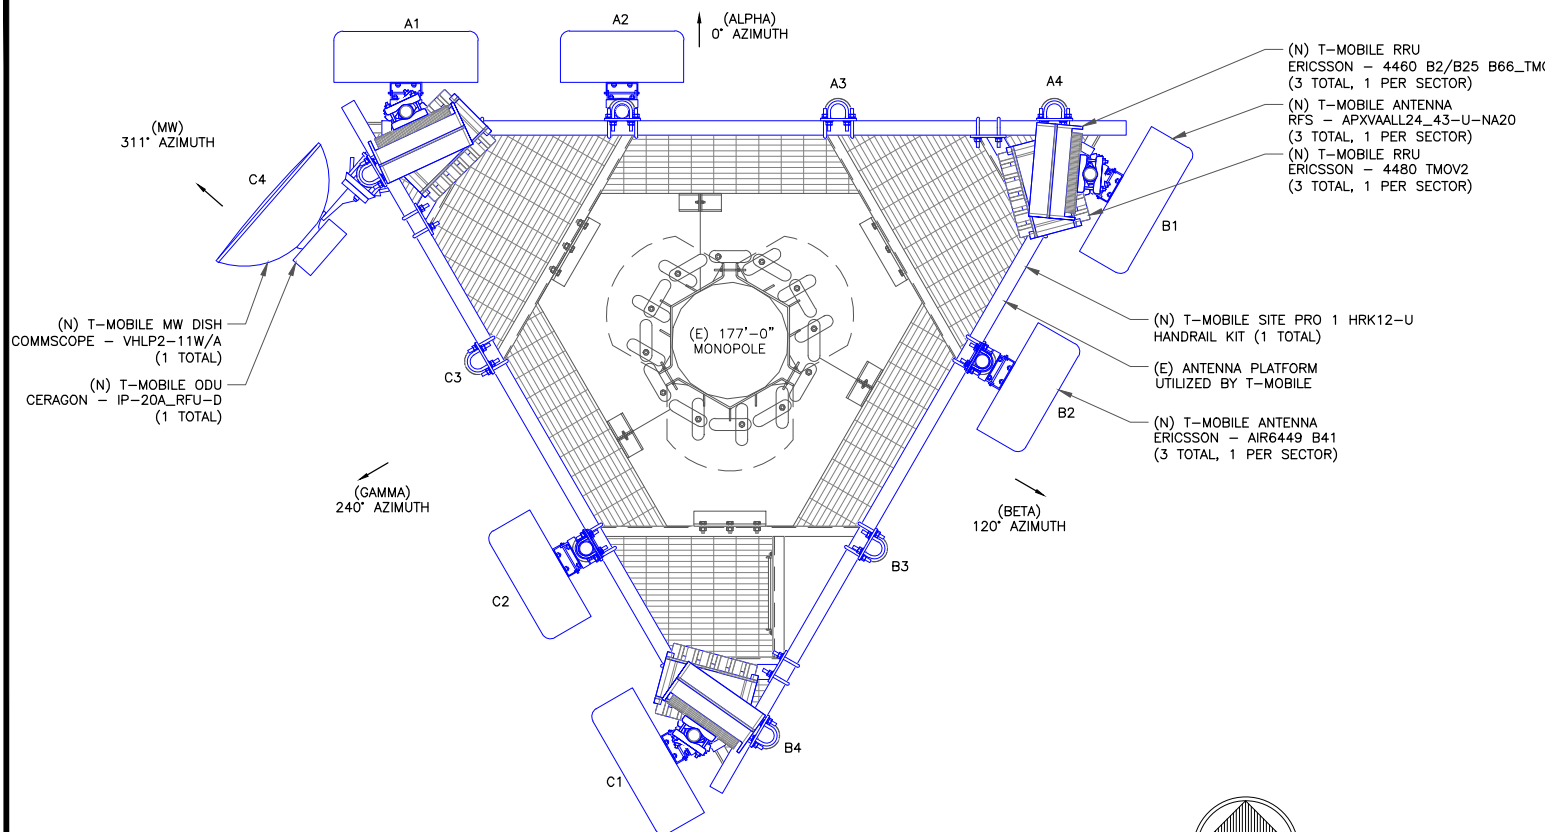 A1
A2
(ALPHA)
0° AZIMUTH
A3
A4
(N) T-MOBILE RRU
ERICSSON - 4460 B2/B25 B66_TM
(3 TOTAL, 1 PER SECTOR)
(N) T-MOBILE ANTENNA
RFS - APXVAALL24_43-U-NA20
(3 TOTAL, 1 PER SECTOR)
(N) T-MOBILE RRU
ERICSSON - 4480 TMOV2
(3 TOTAL, 1 PER SECTOR)
(MW)
311° AZIMUTH
C4
B1
(N) T-MOBILE MW DISH
COMMSCOPE - VHLP2-11W/A
(1 TOTAL)
(E) 177'-0"
MONOPOLE
(N) T-MOBILE SITE PRO 1 HRK12-U
HANDRAIL KIT (1 TOTAL)
C3
(N) T-MOBILE ODU
CERAGON - IP-20A_RFU-D
(1 TOTAL)
(E) ANTENNA PLATFORM
UTILIZED BY T-MOBILE
B2
(N) T-MOBILE ANTENNA
ERICSSON - AIR6449 B41
(3 TOTAL, 1 PER SECTOR)
(GAMMA)
240° AZIMUTH
(BETA)
120° AZIMUTH
B3
C2
B4
C1